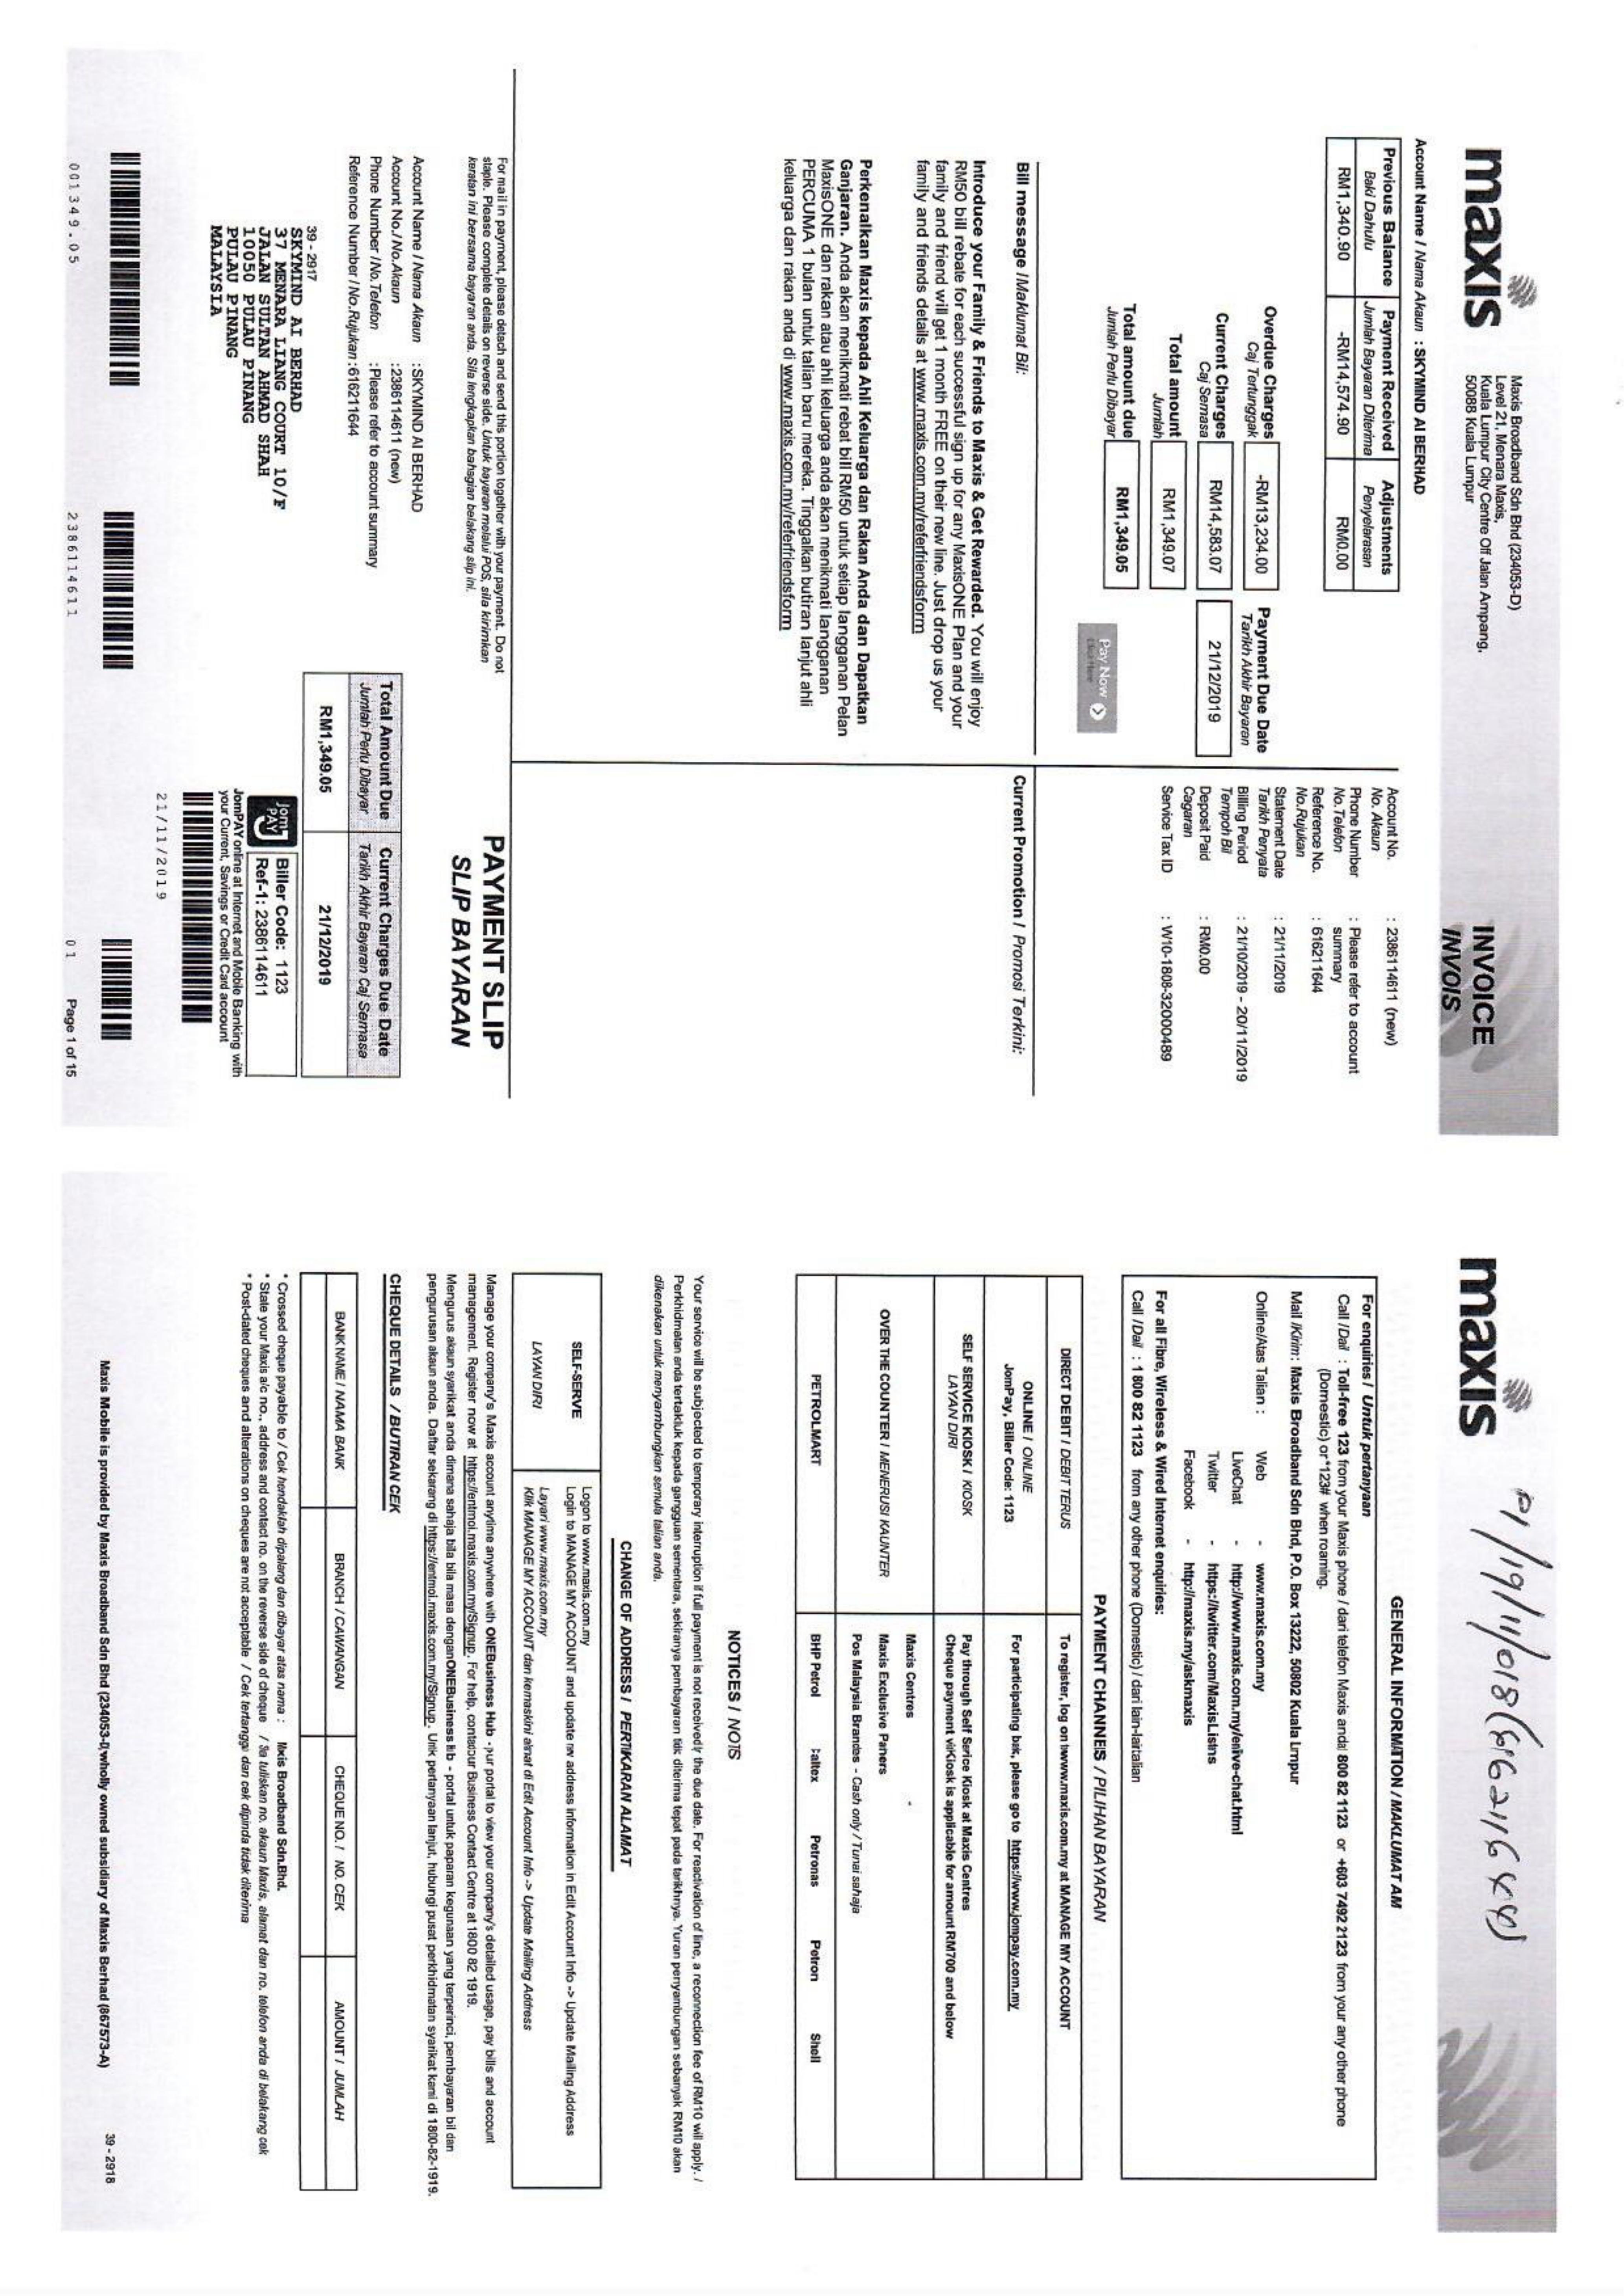 maxis
Maxis Broadband Sdn Bhd (234053-D)
Level 21, Menara Maxis,
Kuala Lumpur City Centre Off Jalan Ampang,
50088 Kuala Lumpur
INVOICE
INVOIS
Account Name / Nama Akaun : SKYMIND AI BERHAD
Previous Balance Payment Received Adjustments
Baki Dahulu Jumlah Bayaran Diterima Penyelarasan
RM1,340.90 -RM14,574.90 RM0.00
Overdue Charges -RM13,234.00 Payment Due Date
Caj Tertunggak Tarikh Akhir Bayaran
Current Charges RM14,583.07 21/12/2019
Caj Semasa
Total amount RM1,349.07
Jumlah
Total amount due RM1,349.05
Jumlah Perlu Dibayar
Pay Now
Click Here
Account No. : 2386114611 (new)
No. Akaun
Phone Number : Please refer to account
No. Telefon summary
Reference No. : 616211644
No.Rujukan
Statement Date : 21/11/2019
Tarikh Penyata
Billing Period : 21/10/2019 - 20/11/2019
Tempoh Bil
Deposit Paid : RM0.00
Cagaran
Service Tax ID : W10-1808-32000489
Bill message /Maklumat Bil:
Introduce your Family & Friends to Maxis & Get Rewarded. You will enjoy
RM50 bill rebate for each successful sign up for any MaxisONE Plan and your
family and friend will get 1 month FREE on their new line. Just drop us your
family and friends details at www.maxis.com.my/referfriendsform
Perkenalkan Maxis kepada Ahli Keluarga dan Rakan Anda dan Dapatkan
Ganjaran. Anda akan menikmati rebat bill RM50 untuk setiap langganan Pelan
MaxisONE dan rakan atau ahli keluarga anda akan menikmati langganan
PERCUMA 1 bulan untuk talian baru mereka. Tinggalkan butiran lanjut ahli
keluarga dan rakan anda di www.maxis.com.my/referfriendsform
Current Promotion / Promosi Terkini:
For mail in payment, please detach and send this portion together with your payment. Do not
staple. Please complete details on reverse side. Untuk bayaran melalui POS, sila kirimkan
keratan ini bersama bayaran anda. Sila lengkapkan bahagian belakang slip ini.
PAYMENT SLIP
SLIP BAYARAN
Account Name / Nama Akaun :SKYMIND AI BERHAD
Account No./No.Akaun :2386114611 (new)
Phone Number /No.Telefon :Please refer to account summary
Reference Number / No.Rujukan :616211644
Total Amount Due Current Charges Due Date
Jumlah Perlu Dibayar Tarikh Akhir Bayaran Caj Semasa
RM1,349.05 21/12/2019
39 - 2917
SKYMIND AI BERHAD
37 MENARA LIANG COURT 10/F
JALAN SULTAN AHMAD SHAH
10050 PULAU PINANG
PULAU PINANG
MALAYSIA
Jom PAY
Biller Code: 1123
Ref-1: 2386114611
JomPAY online at Internet and Mobile Banking with
your Current, Savings or Credit Card account
21/11/2019
001349.05 2386114611 01 Page 1 of 15
maxis
PI/19/11/018(616211644)
GENERAL INFORMTION / MAKLUMAT AM
For enquiries / Untuk pertanyaan
Call /Dail : Toll-free 123 from your Maxis phone / dari telefon Maxis anda/ 800 82 1123 or +603 7492 2123 from your any other phone
(Domestic) or *123# when roaming.
Mail /Kirim: Maxis Broadband Sdn Bhd, P.O. Box 13222, 50802 Kuala Lmpur
Online/Atas Talian : Web - www.maxis.com.my
LiveChat - http://www.maxis.com.my/en/ive-chat.html
Twitter - https://twitter.com/MaxisListns
Facebook - http://maxis.my/askmaxis
For all Fibre, Wireless & Wired Internet enquiries:
Call /Dail : 1 800 82 1123 from any other phone (Domestic) / dari lain-laintalian
PAYMENT CHANNES / PILIHAN BAYARAN
DIRECT DEBIT / DEBIT TERUS To register, log on twww.maxis.com.my at MANAGE MY ACCOUNT
ONLINE / ONLINE
JomPay, Biller Code: 1123 For participating bak, please go to https://www.jompay.com.my
SELF SERVICE KIOSK / KIOSK Pay through Self Serice Kiosk at Maxis Centres
LAYAN DIRI Cheque payment viKiosk is applicable for amount RM700 and below
OVER THE COUNTER / MENERUSI KAUNTER Maxis Centres
Maxis Exclusive Paners
Pos Malaysia Brandes - Cash only / Tunai sahaja
PETROLMART BHP Petrol altex Petronas Petron Shell
NOTICES / NOTS
Your service will be subjected to temporary interruption if full payment is not receivedy the due date. For reactivation of line, a reconnection fee of RM10 will apply. /
Perkhidmatan anda tertakluk kepada gangguan sementara, sekiranya pembayaran tiik diterima tepat pada tarikhnya. Yuran penyambungan sebanyak RM10 akan
dikenakan untuk menyambungkan semula talian anda.
CHANGE OF ADDRESS / PERTIKARAN ALAMAT
SELF-SERVE Logon to www.maxis.com.my
Login to MANAGE MY ACCOUNT and update nw address information in Edit Account Info -> Update Mailing Address
LAYAN DIRI Layari www.maxis.com.my
Klik MANAGE MY ACCOUNT dan kemaskini almat di Edit Account Info -> Update Mailing Address
Manage your company's Maxis account anytime anywhere with ONEBusiness Hub - pur portal to view your company's detailed usage, pay bills and account
management. Register now at https://entmoi.maxis.com.my/Signup. For help, contatour Business Contact Centre at 1800 82 1919.
Mengurus akaun syarikat anda dimana sahaja bila bila masa denganONEBusiness hb - portal untuk paparan kegunaan yang terperinci, pembayaran bil dan
pengurusan akaun anda. Daftar sekarang di https://entmoi.maxis.com.my/Signup. Untk pertanyaan lanjut, hubungi pusat perkhidmatan syarikat kami di 1800-82-1919.
CHEQUE DETAILS / BUTIRAN CEK
BANK NAME / NAMA BANK BRANCH / CAWANGAN CHEQUE NO. / NO. CEK AMOUNT / JUMLAH
* Crossed cheque payable to / Cek hendaklah dipalang dan dibayar atas nama : Mxis Broadband Sdn.Bhd.
* State your Maxis a/c no., address and contact no. on the reverse side of cheque / Sa tuliskan no. akaun Maxis, alamat dan no. telefon anda di belakang cek
* Post-dated cheques and alterations on cheques are not acceptable / Cek tertangga dan cek dipinda tidak diterima
Maxis Mobile is provided by Maxis Broadband Sdn Bhd (234053-D)(wholly owned subsidiary of Maxis Berhad (867573-A)
39 - 2918